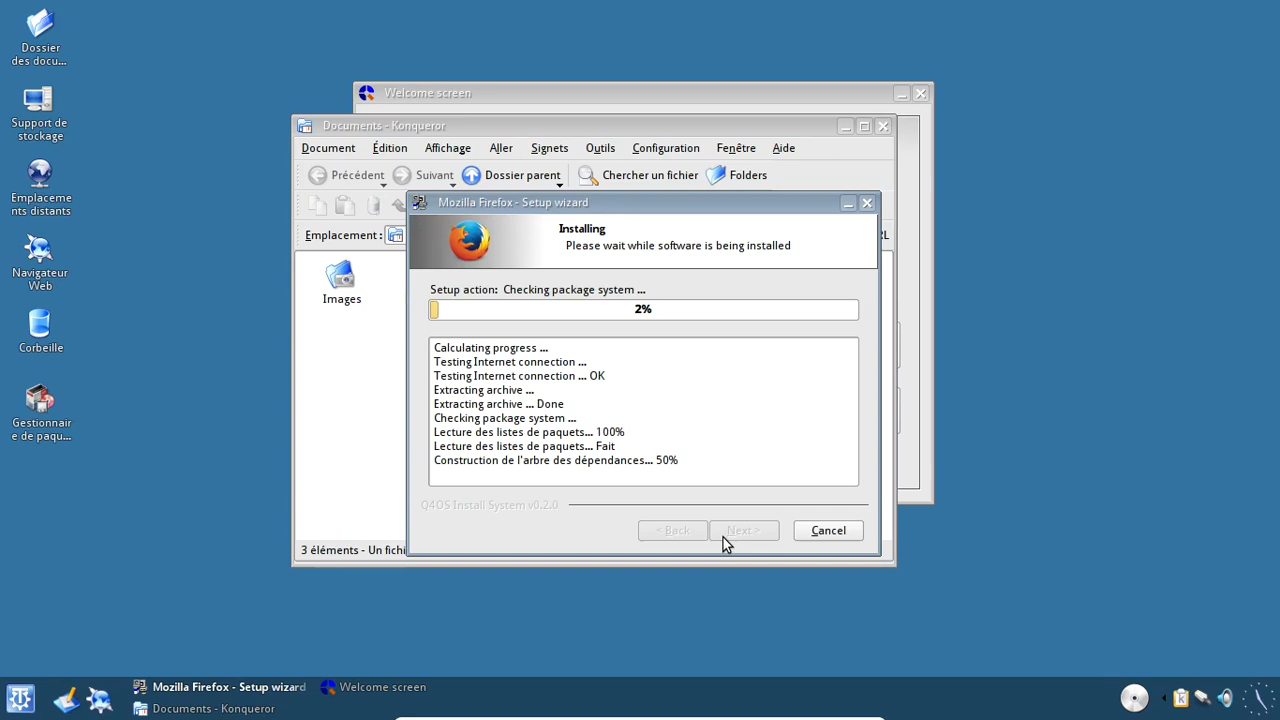 Dossier
des docu...
Support de
stockage
Emplaceme
nts distants
Navigateur
Web
Corbeille
Gestionnair
e de paqu...
Welcome screen
Documents - Konqueror
Document Édition Affichage Aller Signets Outils Configuration Fenêtre Aide
Précédent Suivant Dossier parent Chercher un fichier Folders
Emplacement:
Images
3 éléments - Un fichi
Mozilla Firefox - Setup wizard
Installing
Please wait while software is being installed
Setup action: Checking package system ...
2%
Calculating progress ...
Testing Internet connection ...
Testing Internet connection ... OK
Extracting archive ...
Extracting archive ... Done
Checking package system ...
Lecture des listes de paquets... 100%
Lecture des listes de paquets... Fait
Construction de l'arbre des dépendances... 50%
Q4OS Install System v0.2.0
< Back Next > Cancel
Mozilla Firefox - Setup wizard Welcome screen
Documents - Konqueror